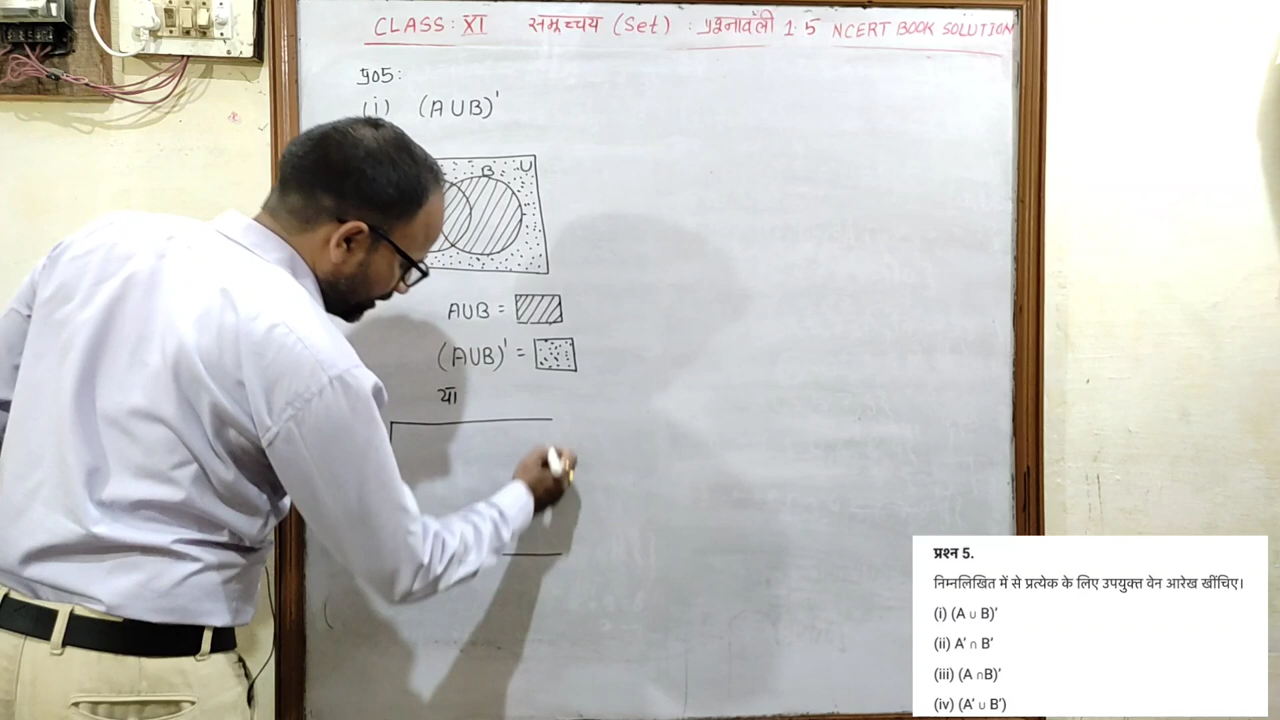 CLASS: XI समुच्चय (Set) : प्रश्नावली 1.5 NCERT BOOK SOLUTION
प्र05:
(i) (A∪B)'
B U
A∪B =
(A∪B)' =
या
प्रश्न 5.
निम्नलिखित में से प्रत्येक के लिए उपयुक्त वेन आरेख खींचिए।
(i) (A ∪ B)'
(ii) A' ∩ B'
(iii) (A ∩B)'
(iv) (A' ∪ B')